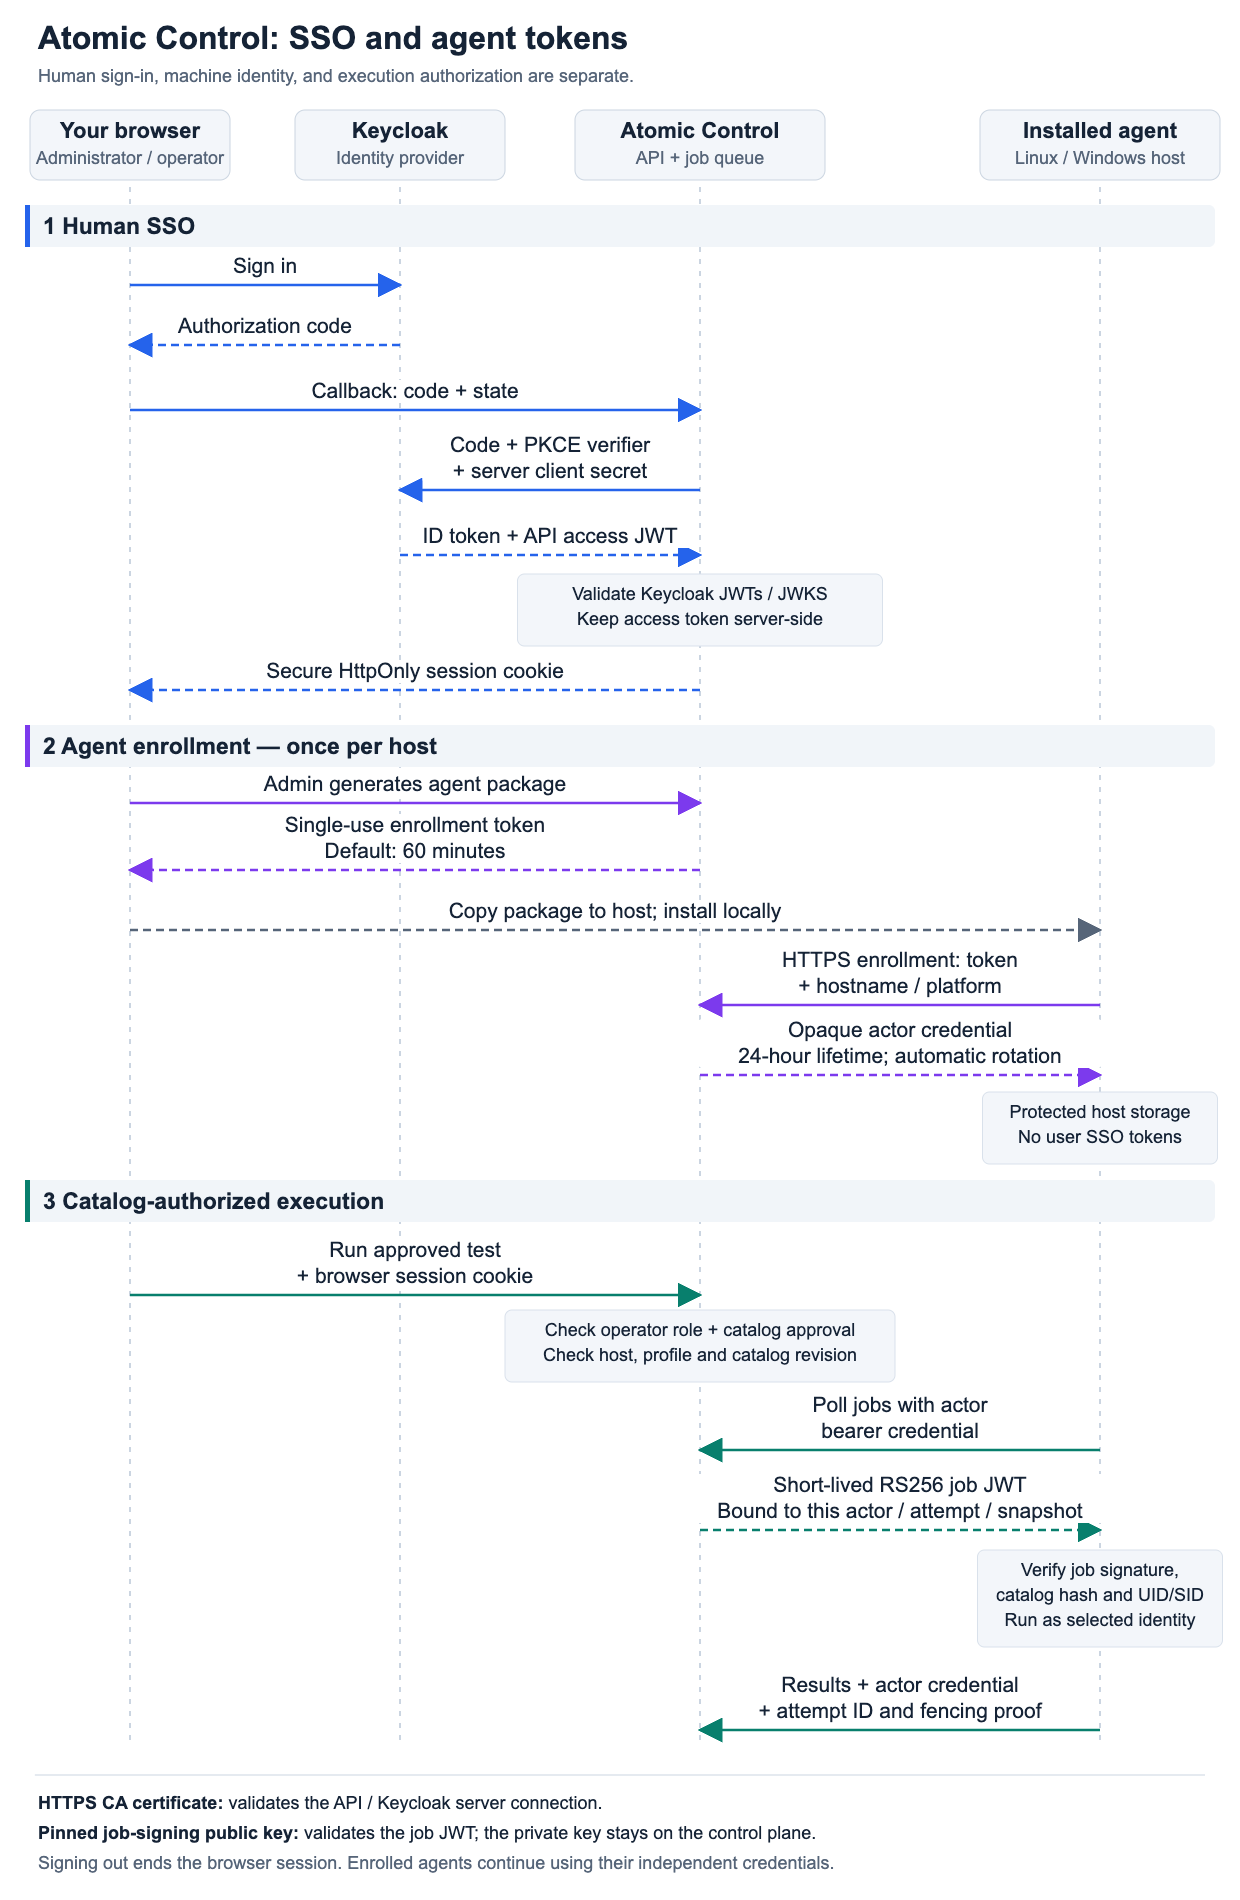 Atomic Control: SSO and agent tokens
Human sign-in, machine identity, and execution authorization are separate.
Your browser
Administrator / operator
Keycloak
Identity provider
Atomic Control
API + job queue
Installed agent
Linux / Windows host
1 Human SSO
Sign in
Authorization code
Callback: code + state
Code + PKCE verifier
+ server client secret
ID token + API access JWT
Validate Keycloak JWTs / JWKS
Keep access token server-side
Secure HttpOnly session cookie
2 Agent enrollment — once per host
Admin generates agent package
Single-use enrollment token
Default: 60 minutes
Copy package to host; install locally
HTTPS enrollment: token
+ hostname / platform
Opaque actor credential
24-hour lifetime; automatic rotation
Protected host storage
No user SSO tokens
3 Catalog-authorized execution
Run approved test
+ browser session cookie
Check operator role + catalog approval
Check host, profile and catalog revision
Poll jobs with actor
bearer credential
Short-lived RS256 job JWT
Bound to this actor / attempt / snapshot
Verify job signature,
catalog hash and UID/SID
Run as selected identity
Results + actor credential
+ attempt ID and fencing proof
HTTPS CA certificate: validates the API / Keycloak server connection.
Pinned job-signing public key: validates the job JWT; the private key stays on the control plane.
Signing out ends the browser session. Enrolled agents continue using their independent credentials.